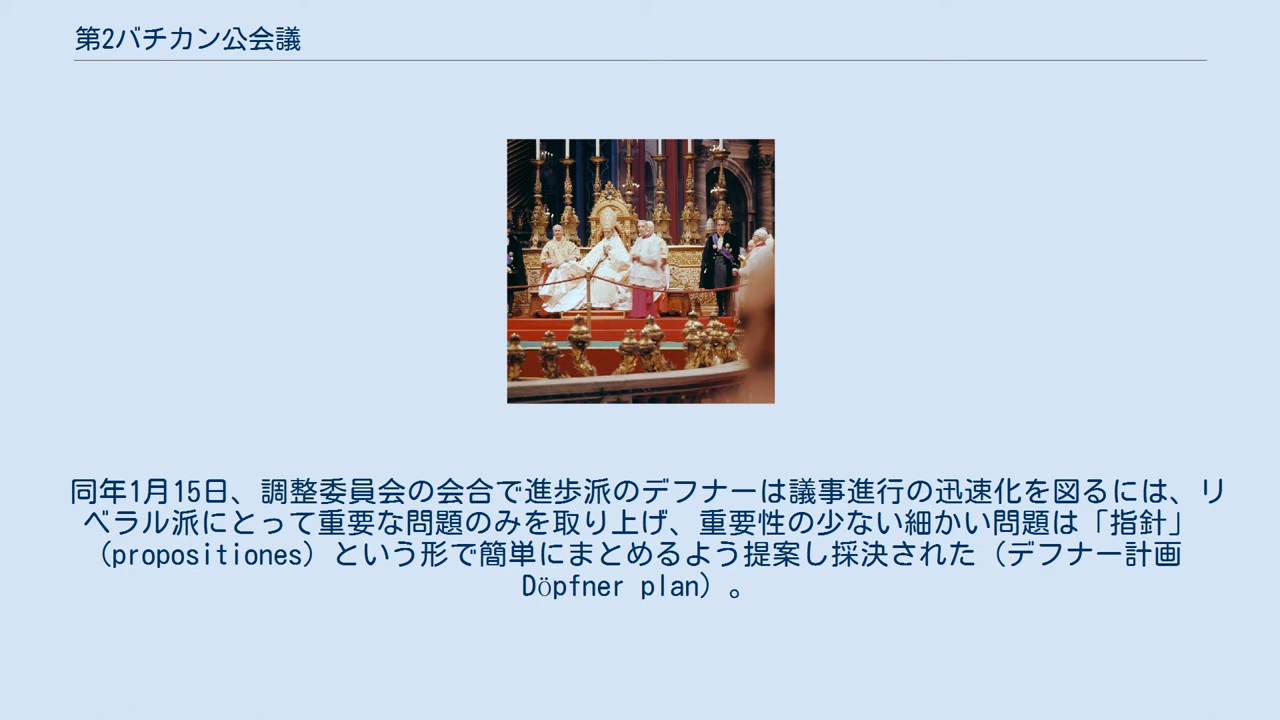 第2バチカン公会議
同年1月15日、調整委員会の会合で進歩派のデフナーは議事進行の迅速化を図るには、リ
ベラル派にとって重要な問題のみを取り上げ、重要性の少ない細かい問題は「指針」
（propositiones）という形で簡単にまとめるよう提案し採決された（デフナー計画
Döpfner plan）。